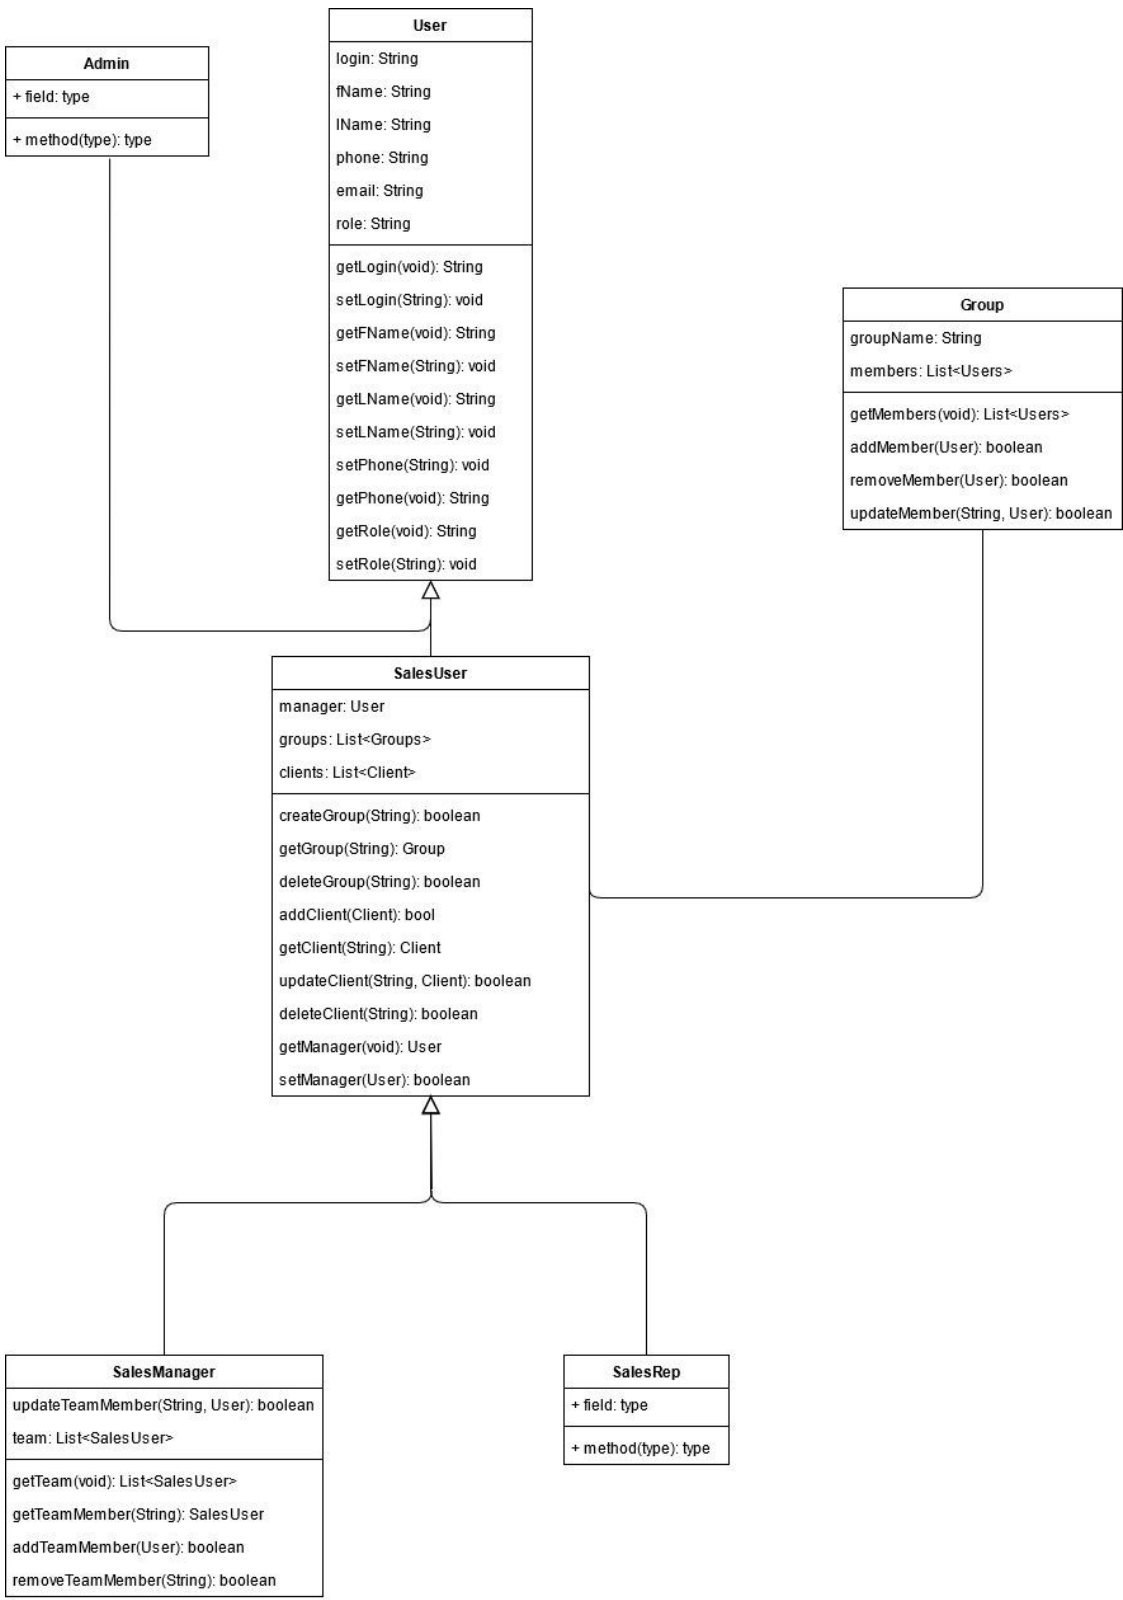 User
login: String
fName: String
lName: String
phone: String
email: String
role: String
getLogin(void): String
setLogin(String): void
getFName(void): String
setFName(String): void
getLName(void): String
setLName(String): void
setPhone(String): void
getPhone(void): String
getRole(void): String
setRole(String): void
Admin
+ field: type
+ method(type): type
Group
groupName: String
members: List<Users>
getMembers(void): List<Users>
addMember(User): boolean
removeMember(User): boolean
updateMember(String, User): boolean
SalesUser
manager: User
groups: List<Groups>
clients: List<Client>
createGroup(String): boolean
getGroup(String): Group
deleteGroup(String): boolean
addClient(Client): bool
getClient(String): Client
updateClient(String, Client): boolean
deleteClient(String): boolean
getManager(void): User
setManager(User): boolean
SalesManager
updateTeamMember(String, User): boolean
team: List<SalesUser>
getTeam(void): List<SalesUser>
getTeamMember(String): SalesUser
addTeamMember(User): boolean
removeTeamMember(String): boolean
SalesRep
+ field: type
+ method(type): type